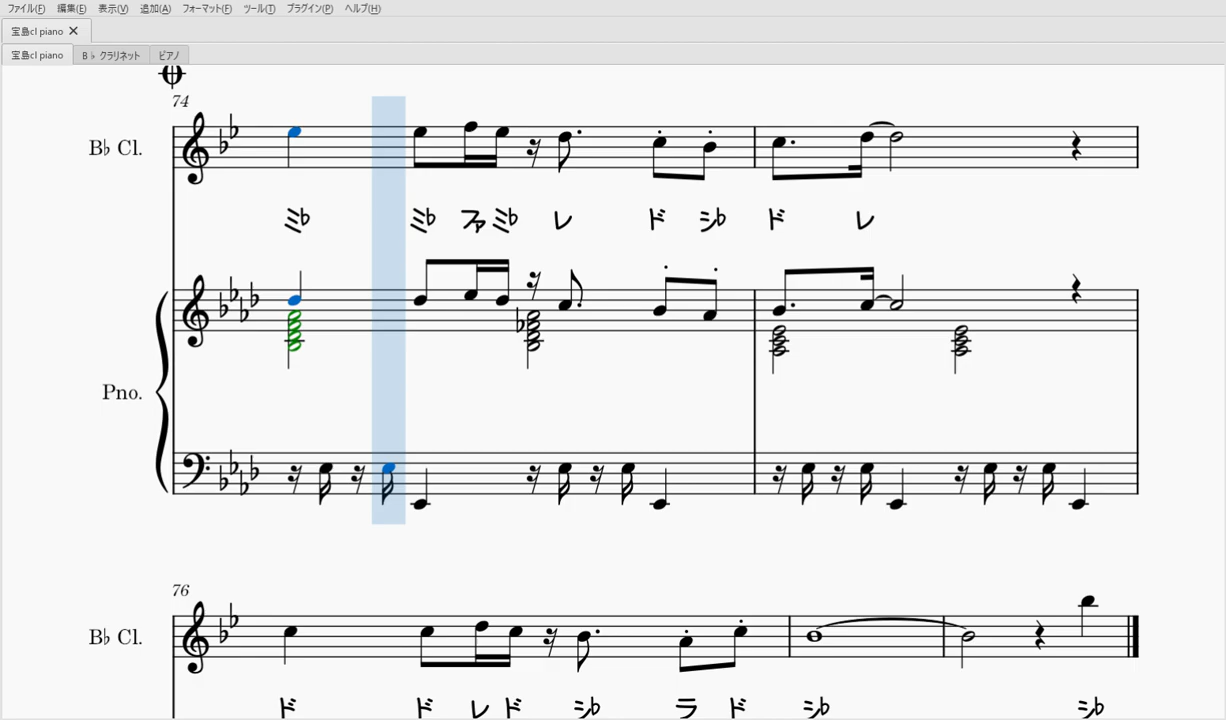 ファイル(F) 編集(E) 表示(V) 追加(A) フォーマット(F) ツール(T) プラグイン(P) ヘルプ(H)
宝島cl piano ✕
宝島cl piano B♭ クラリネット ピアノ
74
B♭ Cl.
ミ♭ ミ♭ ファ ミ♭ レ ド シ♭ ド レ
Pno.
76
B♭ Cl.
ド ド レ ド シ♭ ラ ド シ♭ シ♭